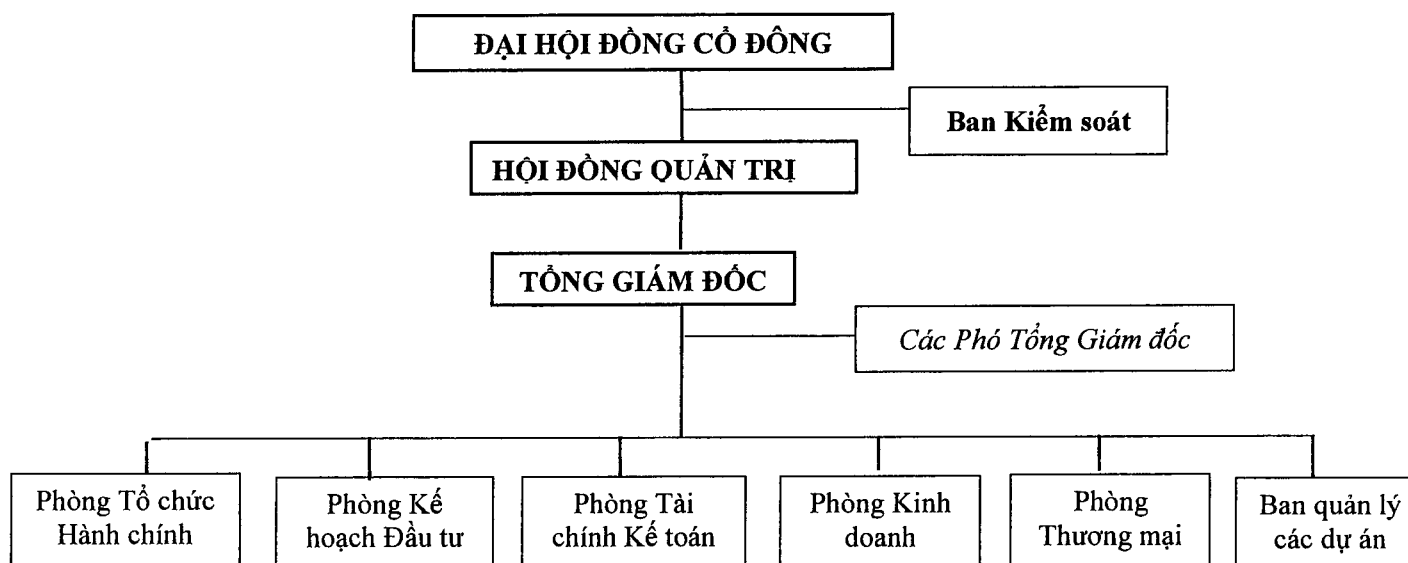 ĐẠI HỘI ĐỒNG CỔ ĐÔNG
Ban Kiểm soát
HỘI ĐỒNG QUẢN TRỊ
TỔNG GIÁM ĐỐC
Các Phó Tổng Giám đốc
Phòng Tổ chức
Hành chính
Phòng Kế
hoạch Đầu tư
Phòng Tài
chính Kế toán
Phòng Kinh
doanh
Phòng
Thương mại
Ban quản lý
các dự án